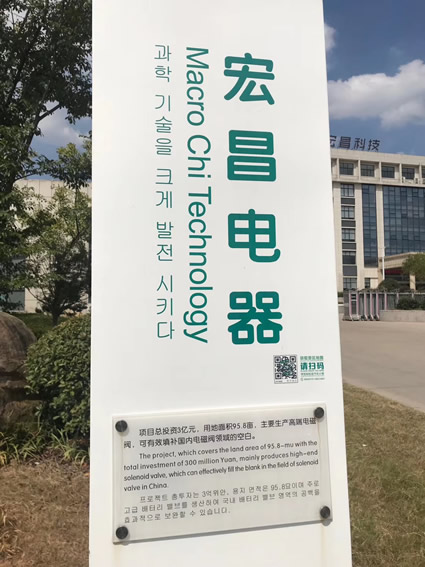 宏昌科技
宏昌电器
Macro Chi Technology
과학 기술을 크게 발전 시키다
请扫码
项目总投资3亿元，用地面积95.8亩，主要生产高端电磁
阀，可有效填补国内电磁阀领域的空白。
The project, which covers the land area of 95.8-mu with the
total investment of 300 million Yuan, mainly produces high-end
solenoid valve, which can effectively fill the blank in the field of solenoid
valve in China.
프로젝트 총투자는 3억위안, 용지 면적은 95.8묘이며 주로
고급 배터리 밸브를 생산하여 국내 배터리 밸브 영역의 공백을
효과적으로 보완할 수 있습니다.